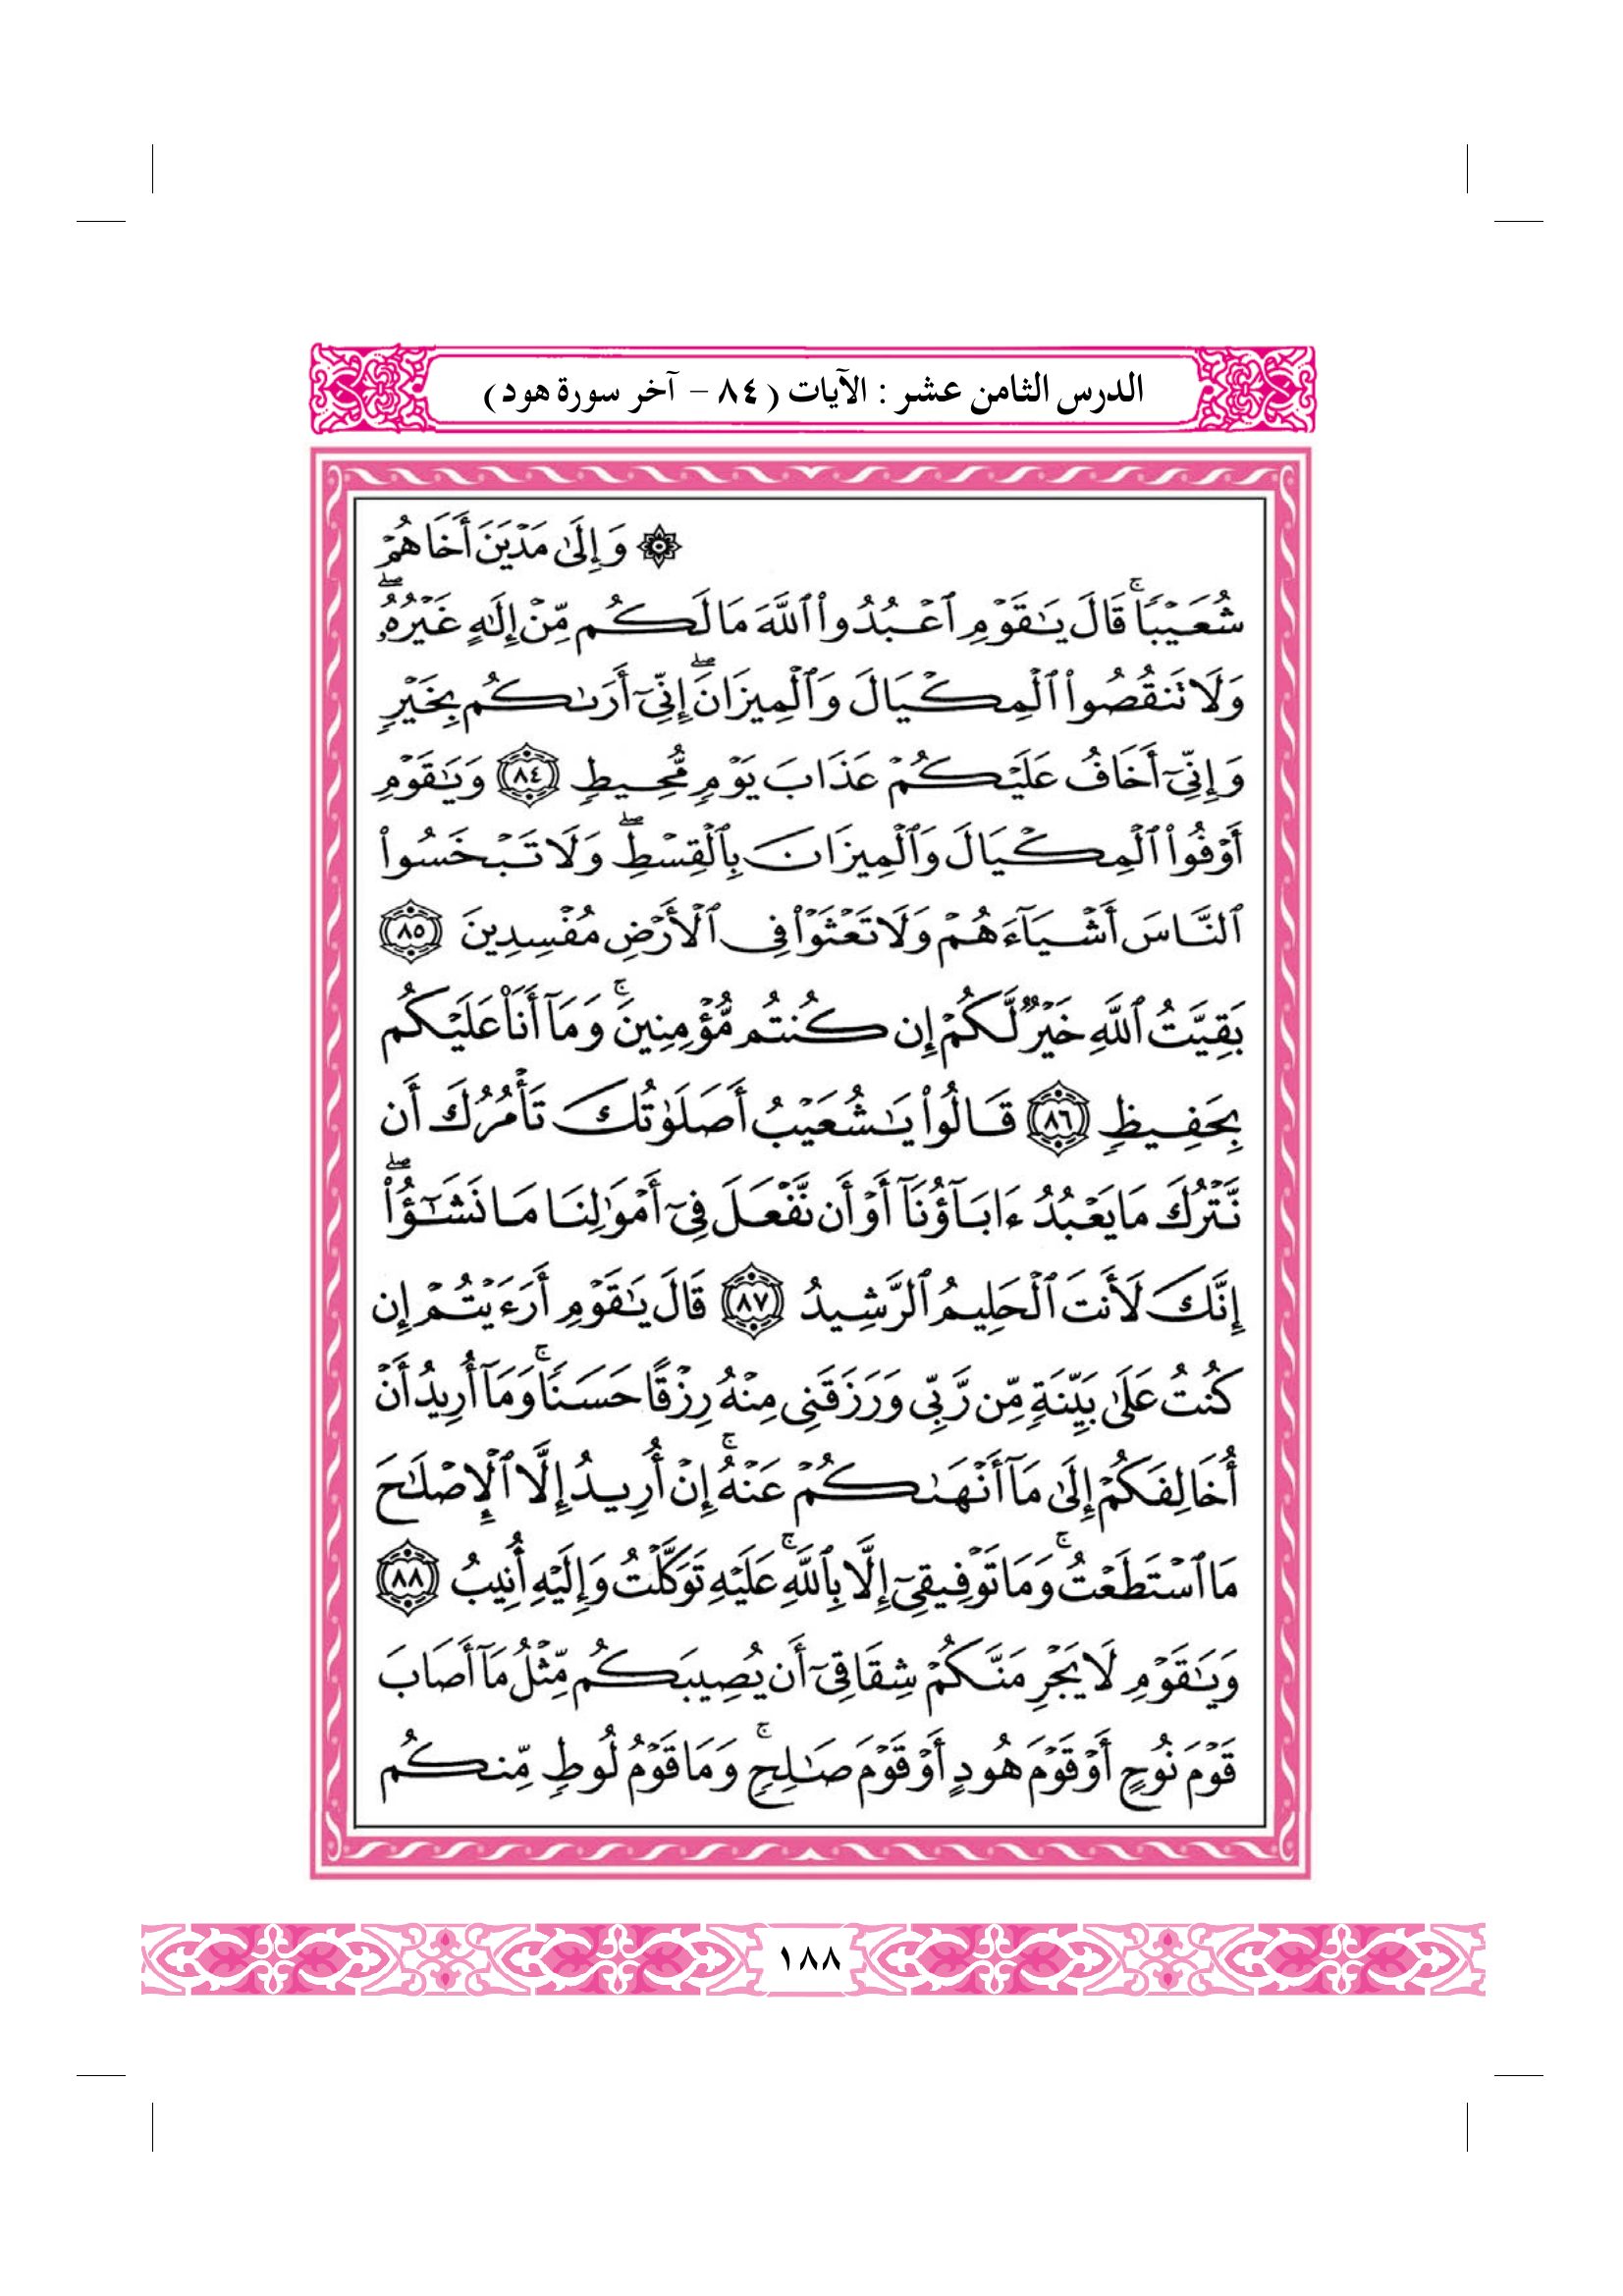 الدرس الثامن عشر : الآيات (٨٤ – آخر سورة هود)
۞ وَإِلَىٰ مَدْيَنَ أَخَاهُمْ
شُعَيْبًا ۚ قَالَ يَـٰقَوْمِ ٱعْبُدُوا۟ ٱللَّهَ مَا لَكُم مِّنْ إِلَـٰهٍ غَيْرُهُۥ ۖ
وَلَا تَنقُصُوا۟ ٱلْمِكْيَالَ وَٱلْمِيزَانَ ۖ إِنِّىٓ أَرَىٰكُم بِخَيْرٍ
وَإِنِّىٓ أَخَافُ عَلَيْكُمْ عَذَابَ يَوْمٍ مُّحِيطٍ ٨٤ وَيَـٰقَوْمِ
أَوْفُوا۟ ٱلْمِكْيَالَ وَٱلْمِيزَانَ بِٱلْقِسْطِ ۖ وَلَا تَبْخَسُوا۟
ٱلنَّاسَ أَشْيَآءَهُمْ وَلَا تَعْثَوْا۟ فِى ٱلْأَرْضِ مُفْسِدِينَ ٨٥
بَقِيَّتُ ٱللَّهِ خَيْرٌ لَّكُمْ إِن كُنتُم مُّؤْمِنِينَ ۚ وَمَآ أَنَا۠ عَلَيْكُم
بِحَفِيظٍ ٨٦ قَالُوا۟ يَـٰشُعَيْبُ أَصَلَوٰتُكَ تَأْمُرُكَ أَن
نَّتْرُكَ مَا يَعْبُدُ ءَابَآؤُنَآ أَوْ أَن نَّفْعَلَ فِىٓ أَمْوَٰلِنَا مَا نَشَـٰٓؤُا۟ ۖ
إِنَّكَ لَأَنتَ ٱلْحَلِيمُ ٱلرَّشِيدُ ٨٧ قَالَ يَـٰقَوْمِ أَرَءَيْتُمْ إِن
كُنتُ عَلَىٰ بَيِّنَةٍ مِّن رَّبِّى وَرَزَقَنِى مِنْهُ رِزْقًا حَسَنًا ۚ وَمَآ أُرِيدُ أَنْ
أُخَالِفَكُمْ إِلَىٰ مَآ أَنْهَىٰكُمْ عَنْهُ ۚ إِنْ أُرِيدُ إِلَّا ٱلْإِصْلَـٰحَ
مَا ٱسْتَطَعْتُ ۚ وَمَا تَوْفِيقِىٓ إِلَّا بِٱللَّهِ ۚ عَلَيْهِ تَوَكَّلْتُ وَإِلَيْهِ أُنِيبُ ٨٨
وَيَـٰقَوْمِ لَا يَجْرِمَنَّكُمْ شِقَاقِىٓ أَن يُصِيبَكُم مِّثْلُ مَآ أَصَابَ
قَوْمَ نُوحٍ أَوْ قَوْمَ هُودٍ أَوْ قَوْمَ صَـٰلِحٍ ۚ وَمَا قَوْمُ لُوطٍ مِّنكُم
١٨٨